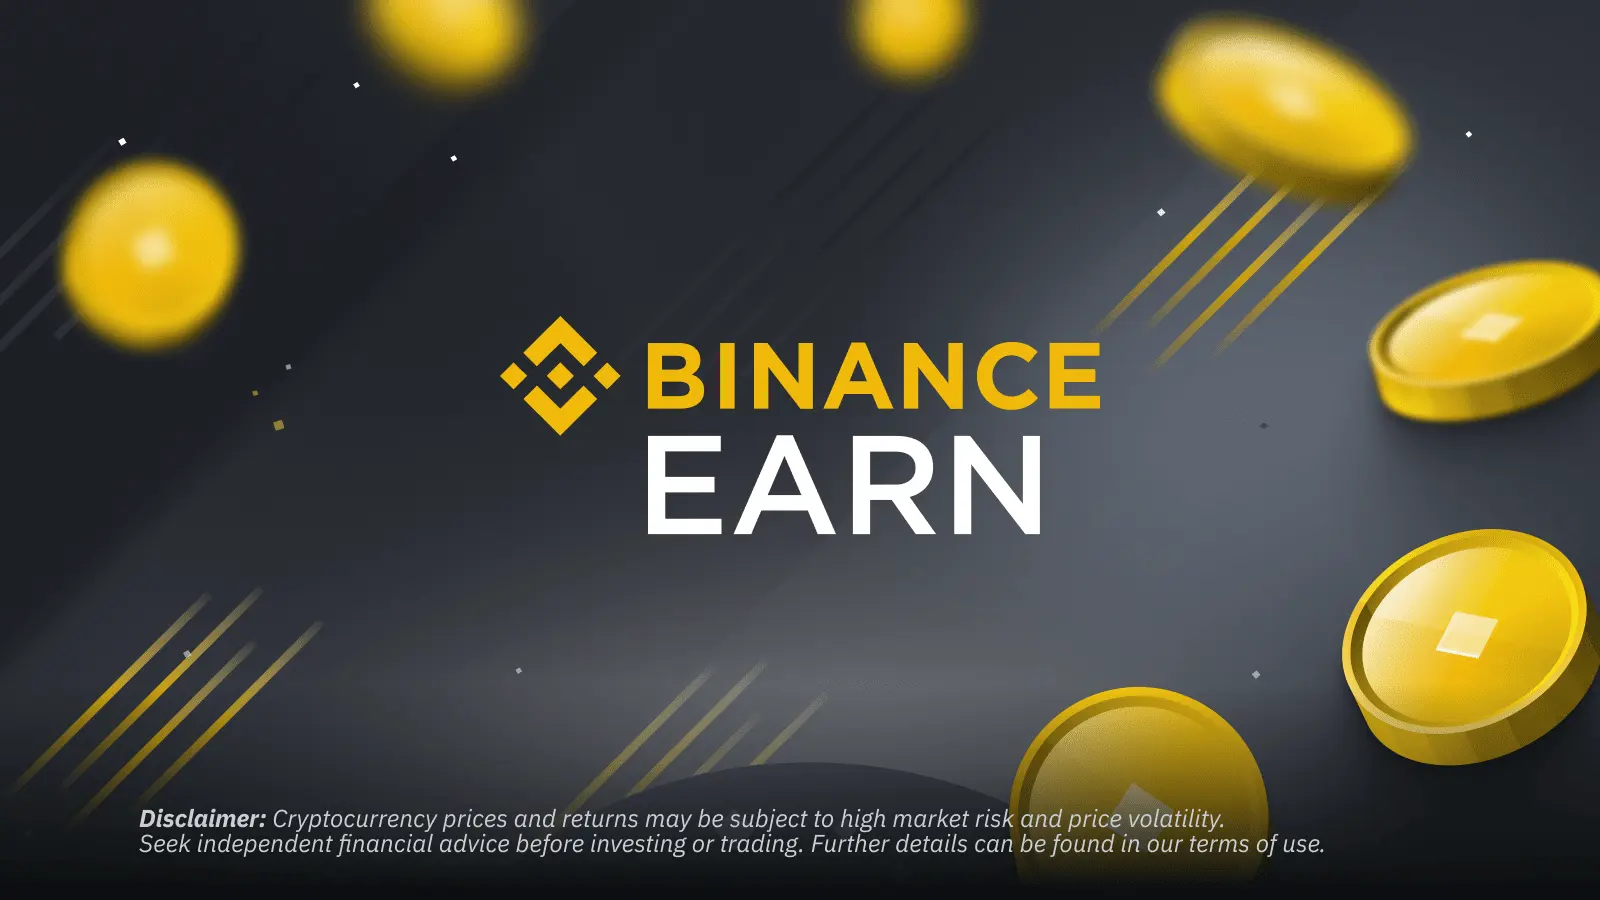 BINANCE
EARN
Disclaimer: Cryptocurrency prices and returns may be subject to high market risk and price volatility.
Seek independent financial advice before investing or trading. Further details can be found in our terms of use.